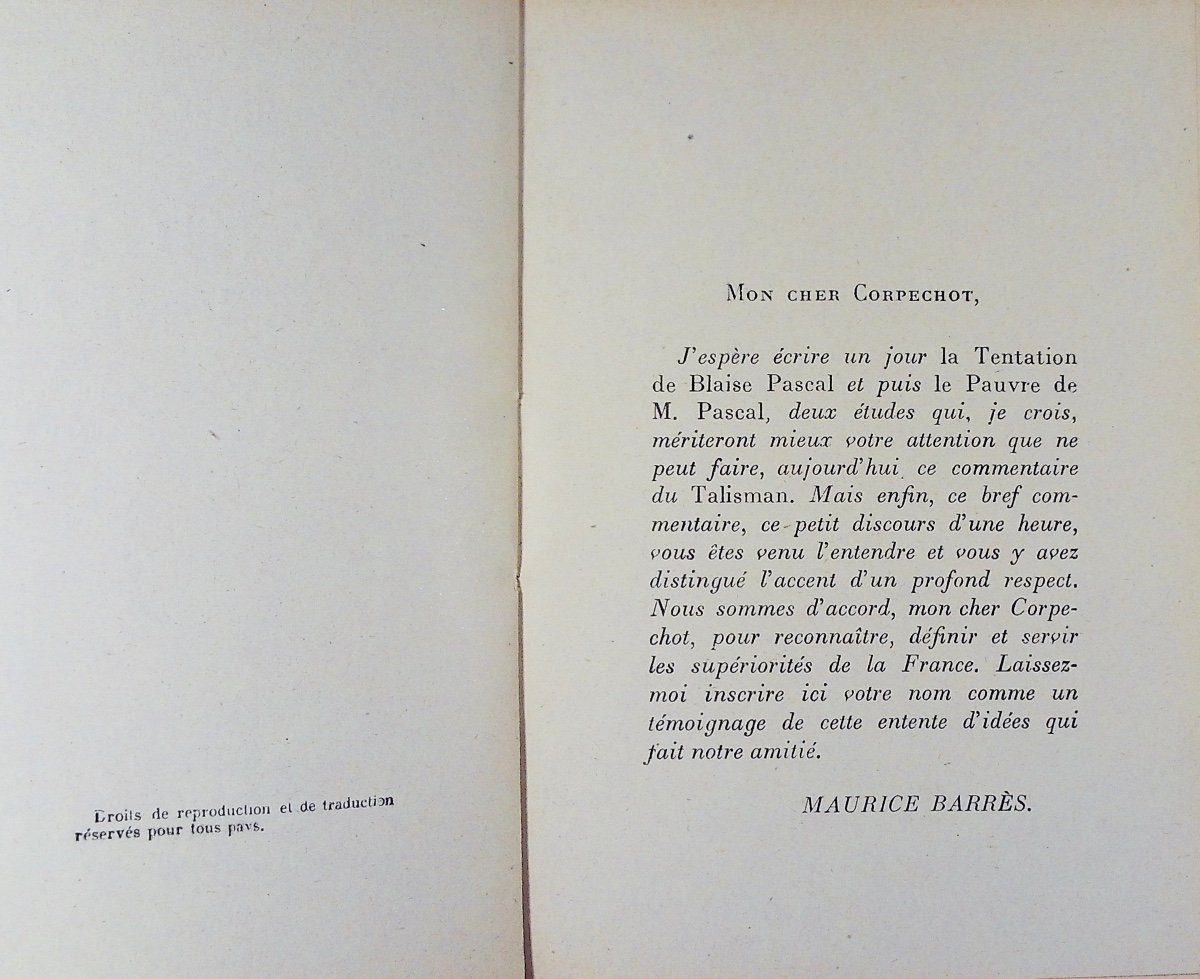 Droits de reproduction et de traduction
réservés pour tous pays.
MON CHER CORPECHOT,
J'espère écrire un jour la Tentation
de Blaise Pascal et puis le Pauvre de
M. Pascal, deux études qui, je crois,
mériteront mieux votre attention que ne
peut faire, aujourd'hui ce commentaire
du Talisman. Mais enfin, ce bref com-
mentaire, ce petit discours d'une heure,
vous êtes venu l'entendre et vous y avez
distingué l'accent d'un profond respect.
Nous sommes d'accord, mon cher Corpe-
chot, pour reconnaître, définir et servir
les supériorités de la France. Laissez-
moi inscrire ici votre nom comme un
témoignage de cette entente d'idées qui
fait notre amitié.
MAURICE BARRÈS.